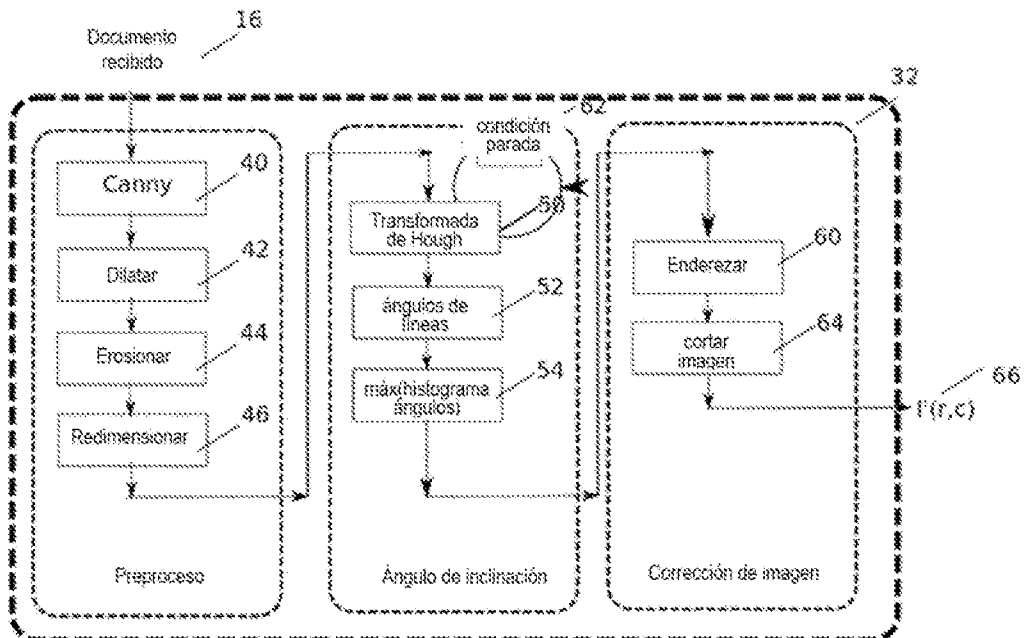 Documento
recibido
16
32
Canny
40
Dilatar
42
Erosionar
44
Redimensionar
46
Preproceso
62
condición
parada
50
Transformada
de Hough
ángulos de
líneas
52
máx(histograma
ángulos)
54
Ángulo de inclinación
Enderezar
60
cortar
imagen
64
66
I'(r,c)
Corrección de imagen